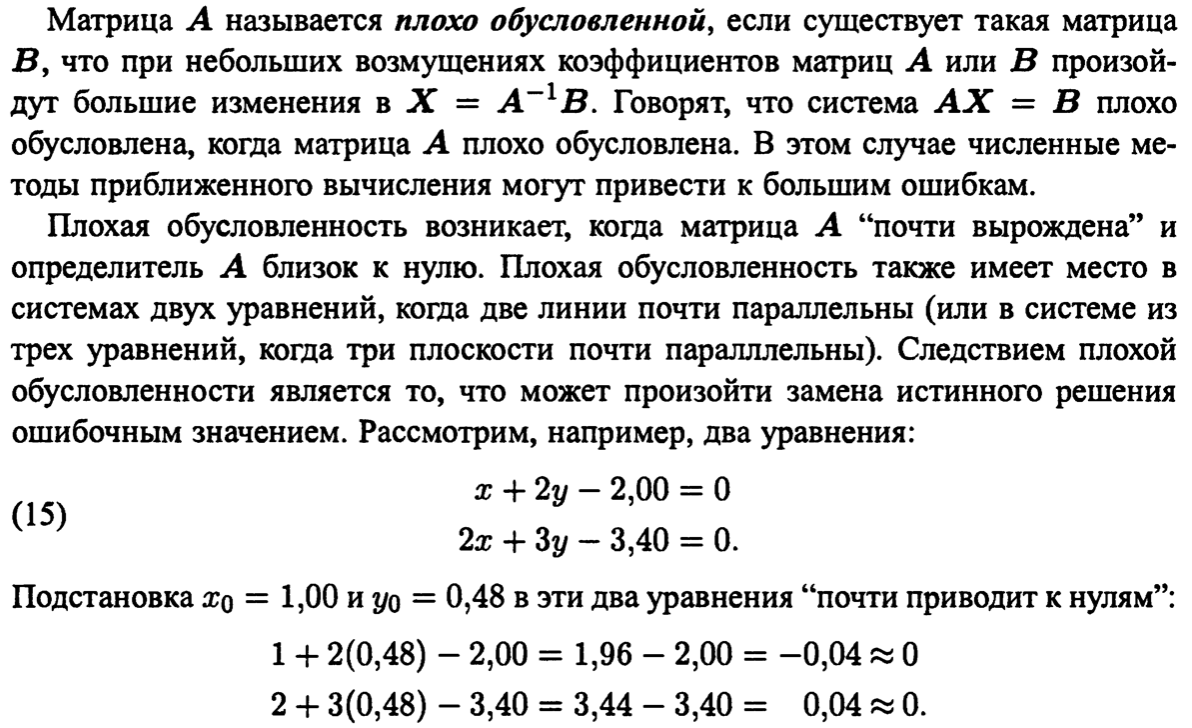 Матрица A называется плохо обусловленной, если существует такая матрица
B, что при небольших возмущениях коэффициентов матриц A или B произой-
дут большие изменения в X = A⁻¹B. Говорят, что система AX = B плохо
обусловлена, когда матрица A плохо обусловлена. В этом случае численные ме-
тоды приближенного вычисления могут привести к большим ошибкам.
Плохая обусловленность возникает, когда матрица A “почти вырождена” и
определитель A близок к нулю. Плохая обусловленность также имеет место в
системах двух уравнений, когда две линии почти параллельны (или в системе из
трех уравнений, когда три плоскости почти паралллельны). Следствием плохой
обусловленности является то, что может произойти замена истинного решения
ошибочным значением. Рассмотрим, например, два уравнения:
x + 2y − 2,00 = 0
(15)
2x + 3y − 3,40 = 0.
Подстановка x₀ = 1,00 и y₀ = 0,48 в эти два уравнения “почти приводит к нулям”:
1 + 2(0,48) − 2,00 = 1,96 − 2,00 = −0,04 ≈ 0
2 + 3(0,48) − 3,40 = 3,44 − 3,40 = 0,04 ≈ 0.